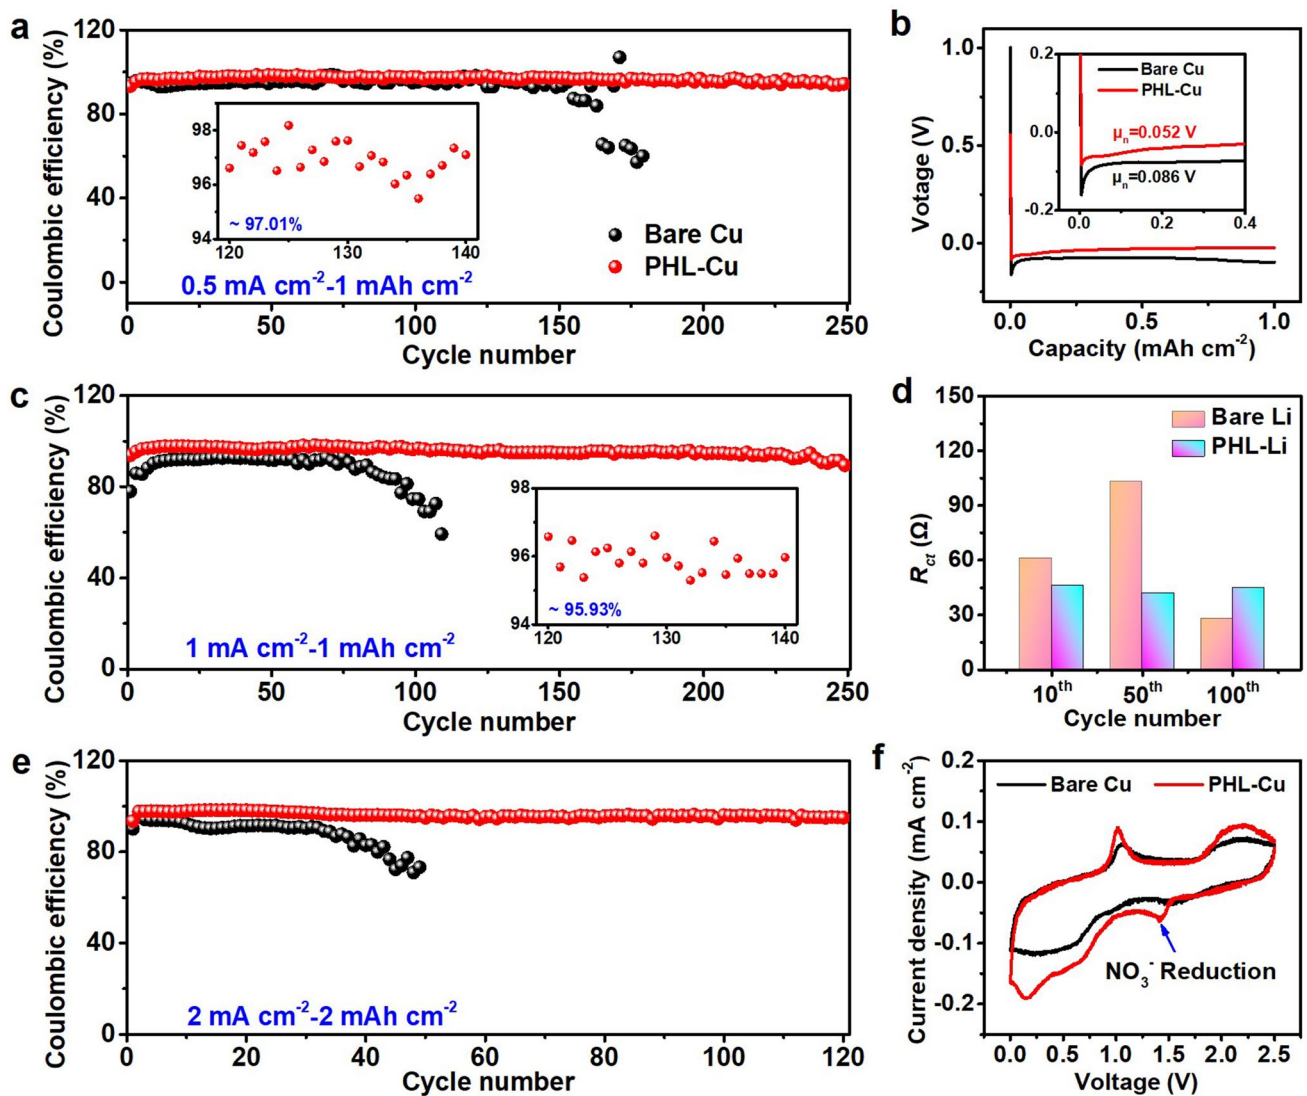 a
Coulombic efficiency (%)
120
80
40
0
98
96
94
~ 97.01%
120
130
140
Bare Cu
PHL-Cu
0.5 mA cm-2-1 mAh cm-2
0
50
100
150
200
250
Cycle number
b
Votage (V)
1.0
0.5
0.0
0.2
0.0
-0.2
Bare Cu
PHL-Cu
μn=0.052 V
μn=0.086 V
0.0
0.2
0.4
0.0
0.5
1.0
Capacity (mAh cm-2)
c
Coulombic efficiency (%)
120
80
40
0
98
96
94
~ 95.93%
120
130
140
1 mA cm-2-1 mAh cm-2
0
50
100
150
200
250
Cycle number
d
Rct (Ω)
150
120
90
60
30
0
Bare Li
PHL-Li
10th
50th
100th
Cycle number
e
Coulombic efficiency (%)
120
80
40
0
2 mA cm-2-2 mAh cm-2
0
20
40
60
80
100
120
Cycle number
f
Current density (mA cm-2)
0.2
0.1
0.0
-0.1
-0.2
Bare Cu
PHL-Cu
NO3- Reduction
0.0
0.5
1.0
1.5
2.0
2.5
Voltage (V)